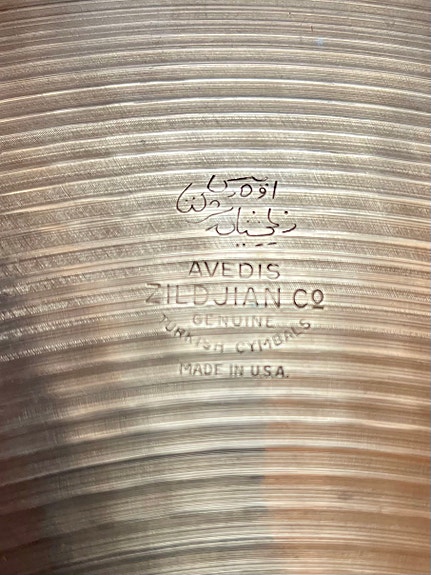 AVEDIS
ZILDJIAN CO
GENUINE
TURKISH CYMBALS
MADE IN U.S.A.